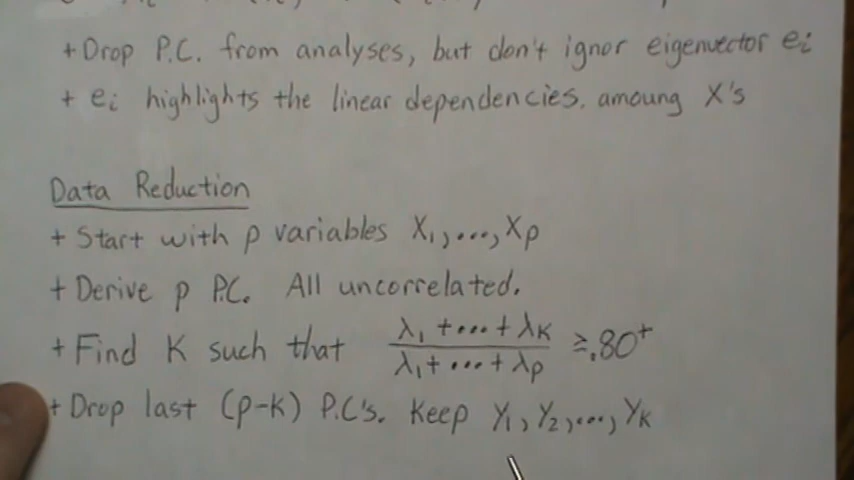 + Drop P.C. from analyses, but don't ignor eigenvector ei
+ ei highlights the linear dependencies. amoung X's
Data Reduction
+ Start with p variables X1,...,Xp
+ Derive p P.C. All uncorrelated.
+ Find K such that (λ1 +...+ λK)/(λ1 + ... + λp) ≥ .80+
+ Drop last (p-K) P.C's. Keep Y1, Y2,..., YK